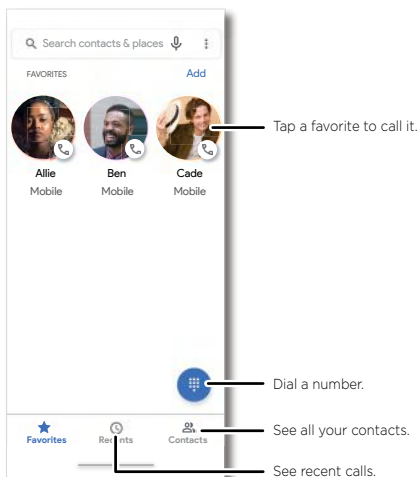 Search contacts & places
FAVORITES Add
Tap a favorite to call it.
Allie Ben Cade
Mobile Mobile Mobile
Dial a number.
Favorites Recents Contacts
See all your contacts.
See recent calls.